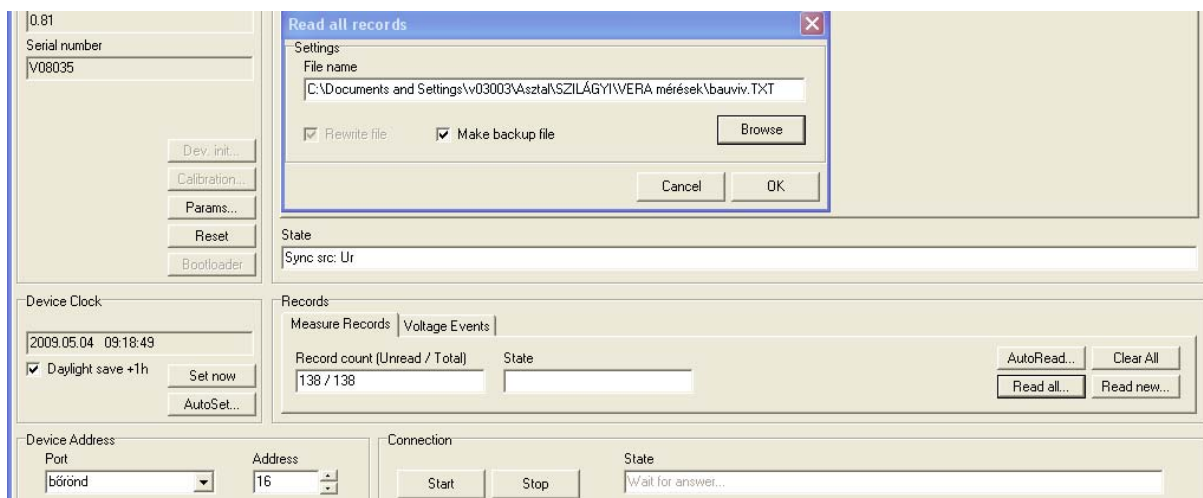 0.81
Serial number
V08035
Dev. init...
Calibration...
Params...
Reset
Bootloader
Read all records
Settings
File name
C:\Documents and Settings\v03003\Asztal\SZILÁGYI\VERA mérések\bauviv.TXT
Rewrite file
Make backup file
Browse
Cancel
OK
State
Sync src: Ur
Device Clock
2009.05.04 09:18:49
Daylight save +1h
Set now
AutoSet...
Records
Measure Records
Voltage Events
Record count (Unread / Total)
State
138 / 138
AutoRead...
Clear All
Read all...
Read new...
Device Address
Port
Address
bőrönd
16
Connection
Start
Stop
State
Wait for answer...